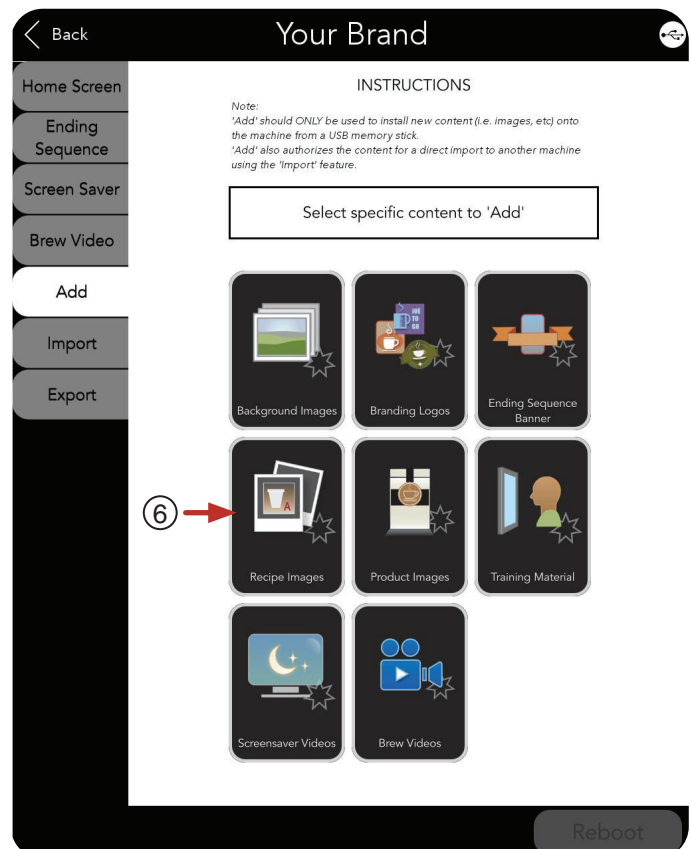 Back
Your Brand
Home Screen
Ending
Sequence
Screen Saver
Brew Video
Add
Import
Export
INSTRUCTIONS
Note:
'Add' should ONLY be used to install new content (i.e. images, etc) onto
the machine from a USB memory stick.
'Add' also authorizes the content for a direct import to another machine
using the 'Import' feature.
Select specific content to 'Add'
JOE
TO
GO
Background Images
Branding Logos
Ending Sequence
Banner
6
A
Recipe Images
Product Images
Training Material
Screensaver Videos
Brew Videos
Reboot